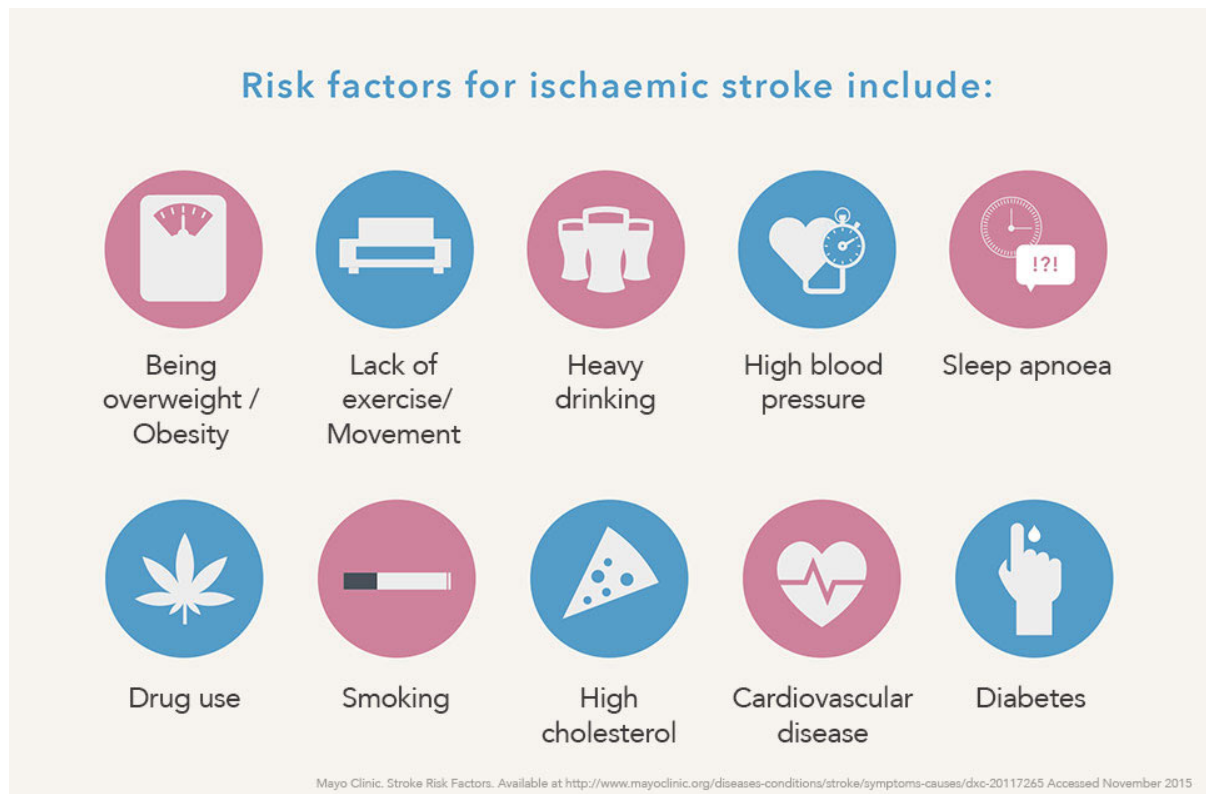 Risk factors for ischaemic stroke include:
!?!
Being
overweight /
Obesity
Lack of
exercise/
Movement
Heavy
drinking
High blood
pressure
Sleep apnoea
Drug use
Smoking
High
cholesterol
Cardiovascular
disease
Diabetes
Mayo Clinic. Stroke Risk Factors. Available at http://www.mayoclinic.org/diseases-conditions/stroke/symptoms-causes/dxc-20117265 Accessed November 2015